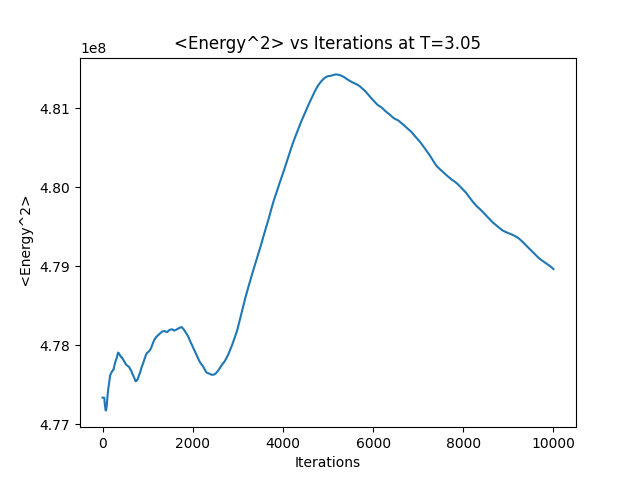 <Energy^2> vs Iterations at T=3.05
1e8
4.81
4.80
4.79
4.78
4.77
<Energy^2>
0 2000 4000 6000 8000 10000
Iterations